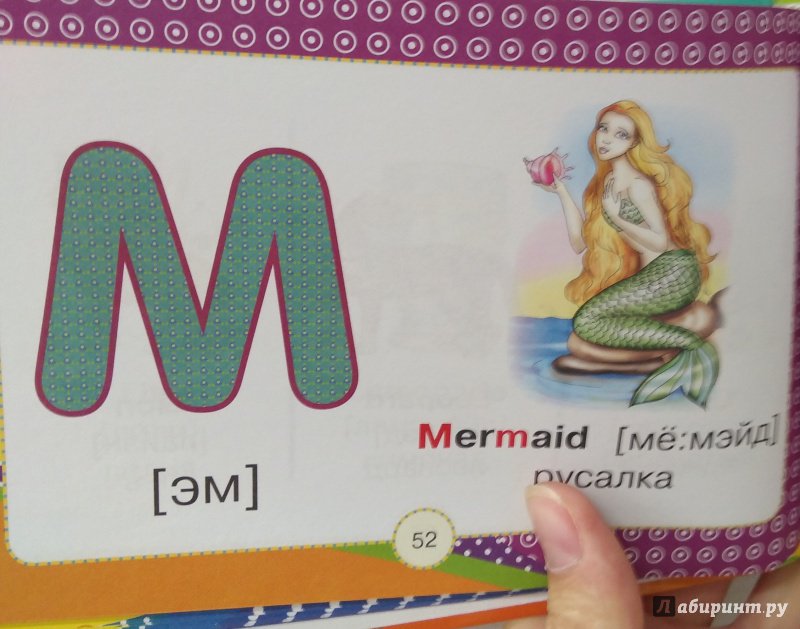 М
Mermaid [мё:мэйд]
русалка
[эм]
52
Лабиринт.ру